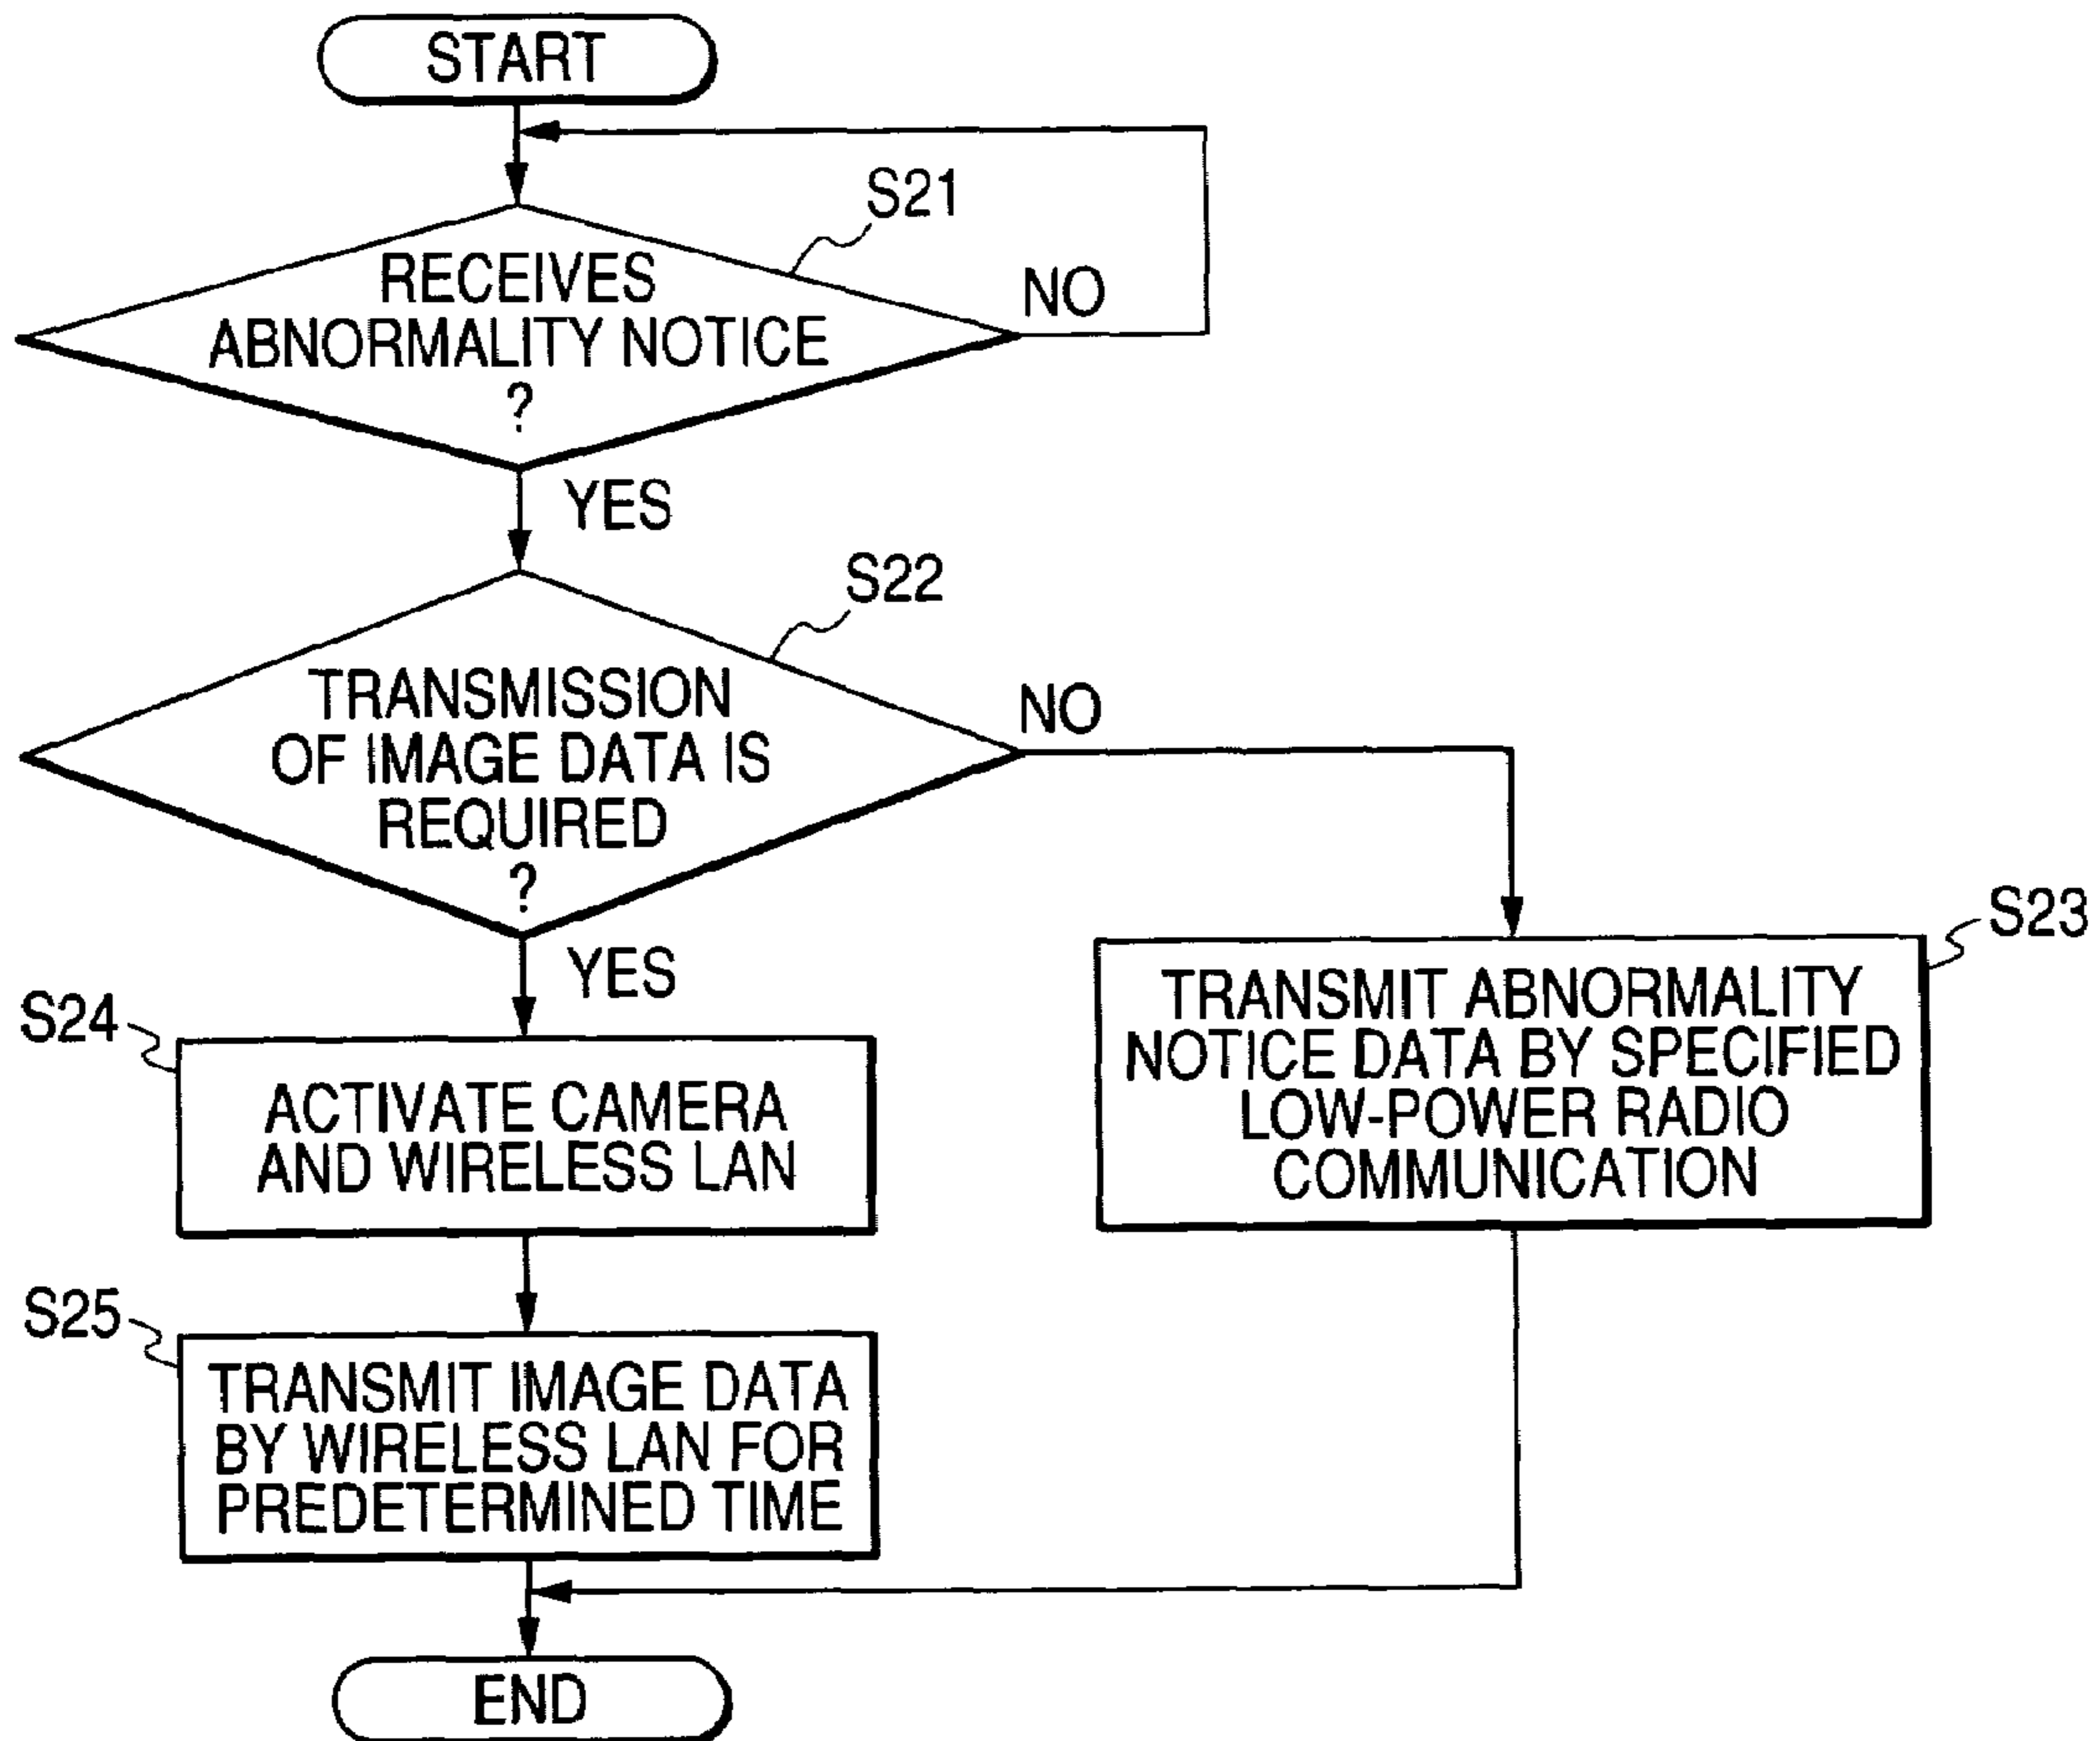 START
S21
RECEIVES
ABNORMALITY NOTICE
?
NO
YES
S22
TRANSMISSION
OF IMAGE DATA IS
REQUIRED
?
NO
YES
S23
TRANSMIT ABNORMALITY
NOTICE DATA BY SPECIFIED
LOW-POWER RADIO
COMMUNICATION
S24
ACTIVATE CAMERA
AND WIRELESS LAN
S25
TRANSMIT IMAGE DATA
BY WIRELESS LAN FOR
PREDETERMINED TIME
END